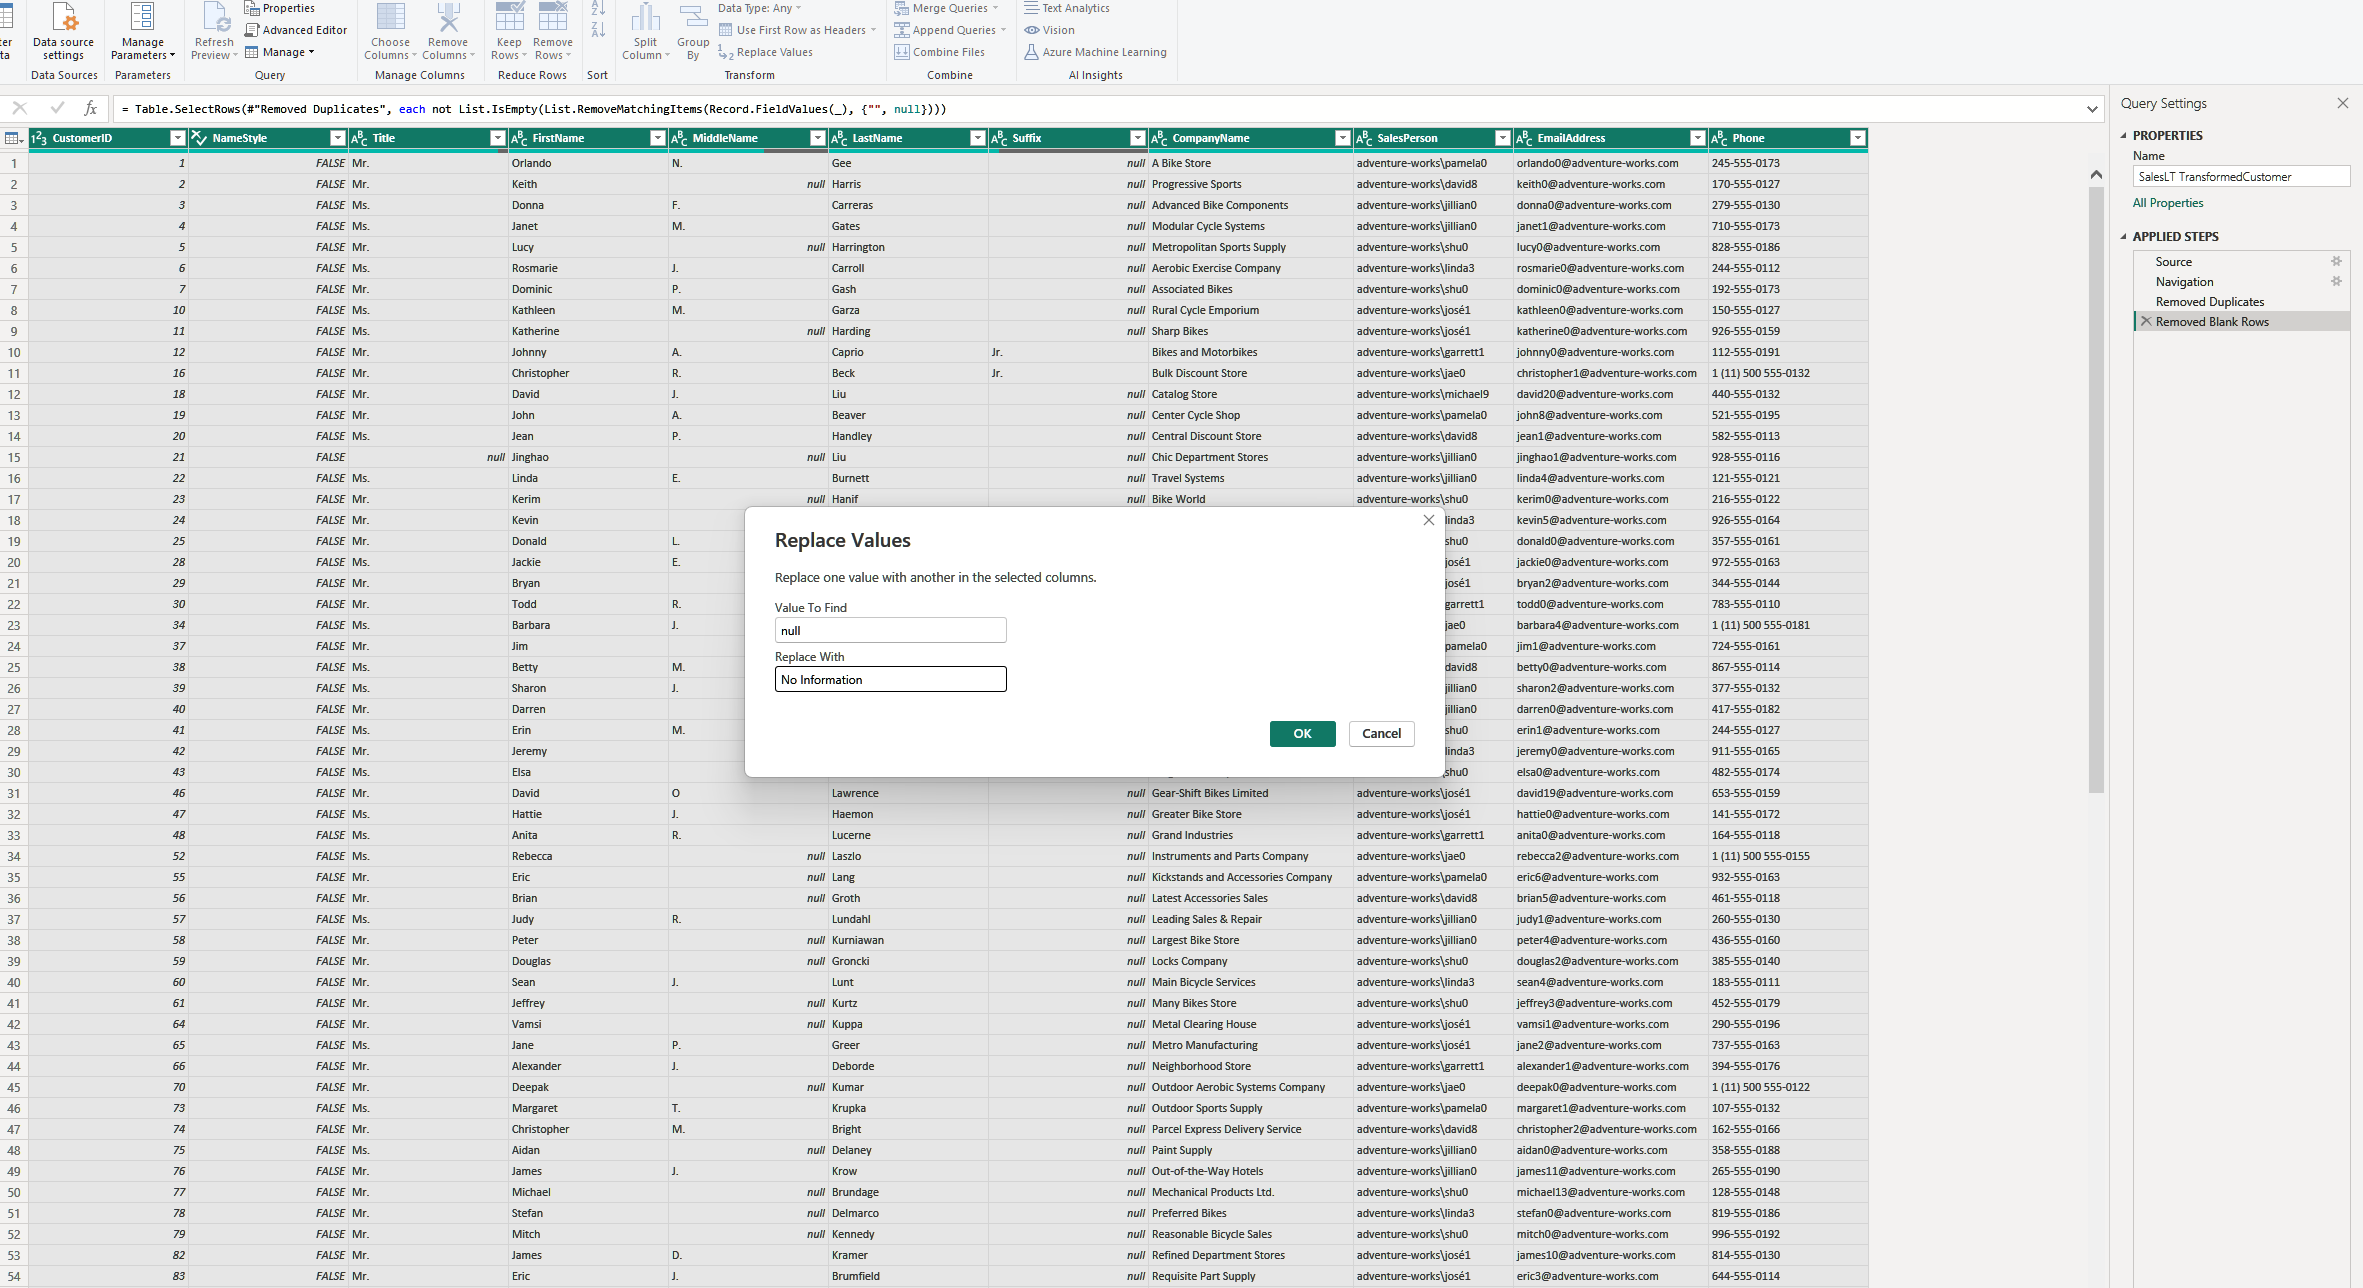 Properties
Advanced Editor
Manage
ter
ta
Data source settings
Data Sources
Manage Parameters
Parameters
Refresh Preview
Query
Choose Columns
Remove Columns
Manage Columns
Keep Rows
Remove Rows
Reduce Rows
Sort
Split Column
Group By
Data Type: Any
Use First Row as Headers
Replace Values
Transform
Merge Queries
Append Queries
Combine Files
Combine
Text Analytics
Vision
Azure Machine Learning
AI Insights
= Table.SelectRows(#"Removed Duplicates", each not List.IsEmpty(List.RemoveMatchingItems(Record.FieldValues(_), {"", null})))
CustomerID NameStyle Title FirstName MiddleName LastName Suffix CompanyName SalesPerson EmailAddress Phone
1 1 FALSE Mr. Orlando N. Gee null A Bike Store adventure-works\pamela0 orlando0@adventure-works.com 245-555-0173
2 2 FALSE Mr. Keith null Harris null Progressive Sports adventure-works\david8 keith0@adventure-works.com 170-555-0127
3 3 FALSE Ms. Donna F. Carreras null Advanced Bike Components adventure-works\jillian0 donna0@adventure-works.com 279-555-0130
4 4 FALSE Ms. Janet M. Gates null Modular Cycle Systems adventure-works\jillian0 janet1@adventure-works.com 710-555-0173
5 5 FALSE Mr. Lucy null Harrington null Metropolitan Sports Supply adventure-works\shu0 lucy0@adventure-works.com 828-555-0186
6 6 FALSE Ms. Rosmarie J. Carroll null Aerobic Exercise Company adventure-works\linda3 rosmarie0@adventure-works.com 244-555-0112
7 7 FALSE Mr. Dominic P. Gash null Associated Bikes adventure-works\shu0 dominic0@adventure-works.com 192-555-0173
8 10 FALSE Ms. Kathleen M. Garza null Rural Cycle Emporium adventure-works\josé1 kathleen0@adventure-works.com 150-555-0127
9 11 FALSE Ms. Katherine null Harding null Sharp Bikes adventure-works\josé1 katherine0@adventure-works.com 926-555-0159
10 12 FALSE Mr. Johnny A. Caprio Jr. Bikes and Motorbikes adventure-works\garrett1 johnny0@adventure-works.com 112-555-0191
11 16 FALSE Mr. Christopher R. Beck Jr. Bulk Discount Store adventure-works\jae0 christopher1@adventure-works.com 1 (11) 500 555-0132
12 18 FALSE Mr. David J. Liu null Catalog Store adventure-works\michael9 david20@adventure-works.com 440-555-0132
13 19 FALSE Mr. John A. Beaver null Center Cycle Shop adventure-works\pamela0 john8@adventure-works.com 521-555-0195
14 20 FALSE Ms. Jean P. Handley null Central Discount Store adventure-works\david8 jean1@adventure-works.com 582-555-0113
15 21 FALSE null Jinghao null Liu null Chic Department Stores adventure-works\jillian0 jinghao1@adventure-works.com 928-555-0116
16 22 FALSE Ms. Linda E. Burnett null Travel Systems adventure-works\jillian0 linda4@adventure-works.com 121-555-0121
17 23 FALSE Mr. Kerim null Hanif null Bike World adventure-works\shu0 kerim0@adventure-works.com 216-555-0122
18 24 FALSE Mr. Kevin linda3 kevin5@adventure-works.com 926-555-0164
19 25 FALSE Mr. Donald L. shu0 donald0@adventure-works.com 357-555-0161
20 28 FALSE Ms. Jackie E. josé1 jackie0@adventure-works.com 972-555-0163
21 29 FALSE Mr. Bryan josé1 bryan2@adventure-works.com 344-555-0144
22 30 FALSE Mr. Todd R. garrett1 todd0@adventure-works.com 783-555-0110
23 34 FALSE Ms. Barbara J. jae0 barbara4@adventure-works.com 1 (11) 500 555-0181
24 37 FALSE Mr. Jim pamela0 jim1@adventure-works.com 724-555-0161
25 38 FALSE Ms. Betty M. david8 betty0@adventure-works.com 867-555-0114
26 39 FALSE Ms. Sharon J. jillian0 sharon2@adventure-works.com 377-555-0132
27 40 FALSE Mr. Darren jillian0 darren0@adventure-works.com 417-555-0182
28 41 FALSE Ms. Erin M. shu0 erin1@adventure-works.com 244-555-0127
29 42 FALSE Mr. Jeremy linda3 jeremy0@adventure-works.com 911-555-0165
30 43 FALSE Ms. Elsa shu0 elsa0@adventure-works.com 482-555-0174
31 46 FALSE Mr. David O Lawrence null Gear-Shift Bikes Limited adventure-works\josé1 david19@adventure-works.com 653-555-0159
32 47 FALSE Ms. Hattie J. Haemon null Greater Bike Store adventure-works\josé1 hattie0@adventure-works.com 141-555-0172
33 48 FALSE Ms. Anita R. Lucerne null Grand Industries adventure-works\garrett1 anita0@adventure-works.com 164-555-0118
34 52 FALSE Ms. Rebecca null Laszlo null Instruments and Parts Company adventure-works\jae0 rebecca2@adventure-works.com 1 (11) 500 555-0155
35 55 FALSE Mr. Eric null Lang null Kickstands and Accessories Company adventure-works\pamela0 eric6@adventure-works.com 932-555-0163
36 56 FALSE Mr. Brian null Groth null Latest Accessories Sales adventure-works\david8 brian5@adventure-works.com 461-555-0118
37 57 FALSE Ms. Judy R. Lundahl null Leading Sales & Repair adventure-works\jillian0 judy1@adventure-works.com 260-555-0130
38 58 FALSE Mr. Peter null Kurniawan null Largest Bike Store adventure-works\jillian0 peter4@adventure-works.com 436-555-0160
39 59 FALSE Mr. Douglas null Groncki null Locks Company adventure-works\shu0 douglas2@adventure-works.com 385-555-0140
40 60 FALSE Mr. Sean J. Lunt null Main Bicycle Services adventure-works\linda3 sean4@adventure-works.com 183-555-0111
41 61 FALSE Mr. Jeffrey null Kurtz null Many Bikes Store adventure-works\shu0 jeffrey3@adventure-works.com 452-555-0179
42 64 FALSE Mr. Vamsi null Kuppa null Metal Clearing House adventure-works\josé1 vamsi1@adventure-works.com 290-555-0196
43 65 FALSE Ms. Jane P. Greer null Metro Manufacturing adventure-works\josé1 jane2@adventure-works.com 737-555-0163
44 66 FALSE Mr. Alexander J. Deborde null Neighborhood Store adventure-works\garrett1 alexander1@adventure-works.com 394-555-0176
45 70 FALSE Mr. Deepak null Kumar null Outdoor Aerobic Systems Company adventure-works\jae0 deepak0@adventure-works.com 1 (11) 500 555-0122
46 73 FALSE Ms. Margaret T. Krupka null Outdoor Sports Supply adventure-works\pamela0 margaret1@adventure-works.com 107-555-0132
47 74 FALSE Mr. Christopher M. Bright null Parcel Express Delivery Service adventure-works\david8 christopher2@adventure-works.com 162-555-0166
48 75 FALSE Ms. Aidan null Delaney null Paint Supply adventure-works\jillian0 aidan0@adventure-works.com 358-555-0188
49 76 FALSE Mr. James J. Krow null Out-of-the-Way Hotels adventure-works\jillian0 james11@adventure-works.com 265-555-0190
50 77 FALSE Mr. Michael null Brundage null Mechanical Products Ltd. adventure-works\shu0 michael13@adventure-works.com 128-555-0148
51 78 FALSE Mr. Stefan null Delmarco null Preferred Bikes adventure-works\linda3 stefan0@adventure-works.com 819-555-0186
52 79 FALSE Mr. Mitch null Kennedy null Reasonable Bicycle Sales adventure-works\shu0 mitch0@adventure-works.com 996-555-0192
53 82 FALSE Mr. James D. Kramer null Refined Department Stores adventure-works\josé1 james10@adventure-works.com 814-555-0130
54 83 FALSE Mr. Eric J. Brumfield null Requisite Part Supply adventure-works\josé1 eric3@adventure-works.com 644-555-0114
Replace Values
Replace one value with another in the selected columns.
Value To Find
null
Replace With
No Information
OK
Cancel
Query Settings
PROPERTIES
Name
SalesLT TransformedCustomer
All Properties
APPLIED STEPS
Source
Navigation
Removed Duplicates
Removed Blank Rows